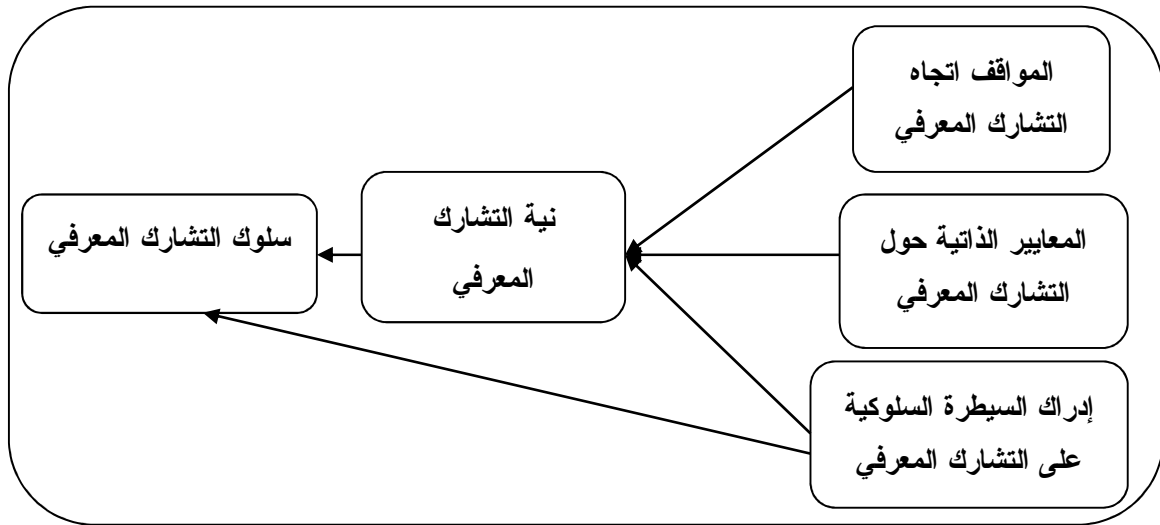 المواقف اتجاه
التشارك المعرفي
المعايير الذاتية حول
التشارك المعرفي
إدراك السيطرة السلوكية
على التشارك المعرفي
نية التشارك
المعرفي
سلوك التشارك المعرفي